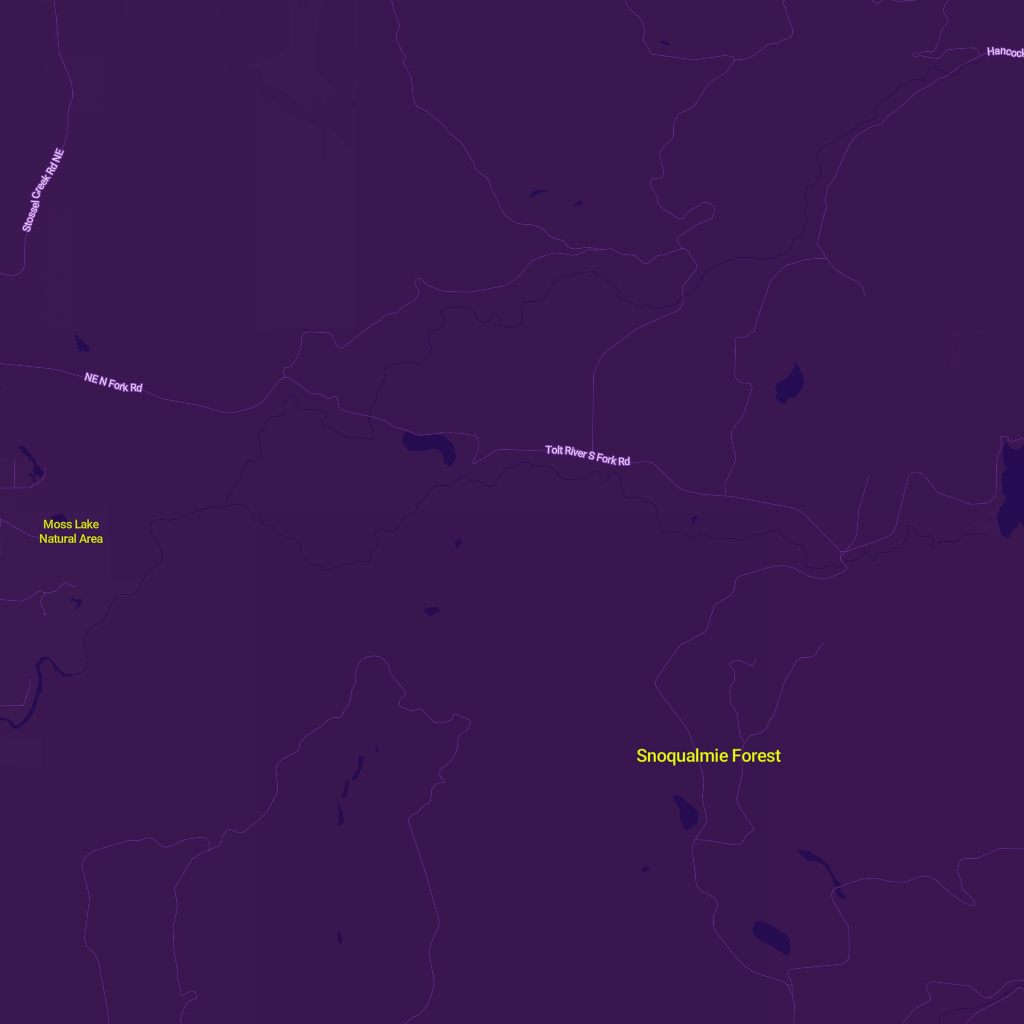 Hancock
Stossel Creek Rd NE
NE N Fork Rd
Tolt River S Fork Rd
Moss Lake
Natural Area
Snoqualmie Forest